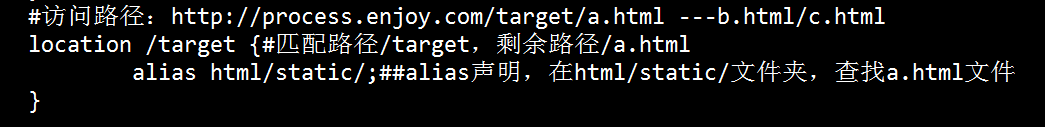 #访问路径：http://process.enjoy.com/target/a.html ---b.html/c.html
location /target {#匹配路径/target，剩余路径/a.html
alias html/static/;##alias声明，在html/static/文件夹，查找a.html文件
}